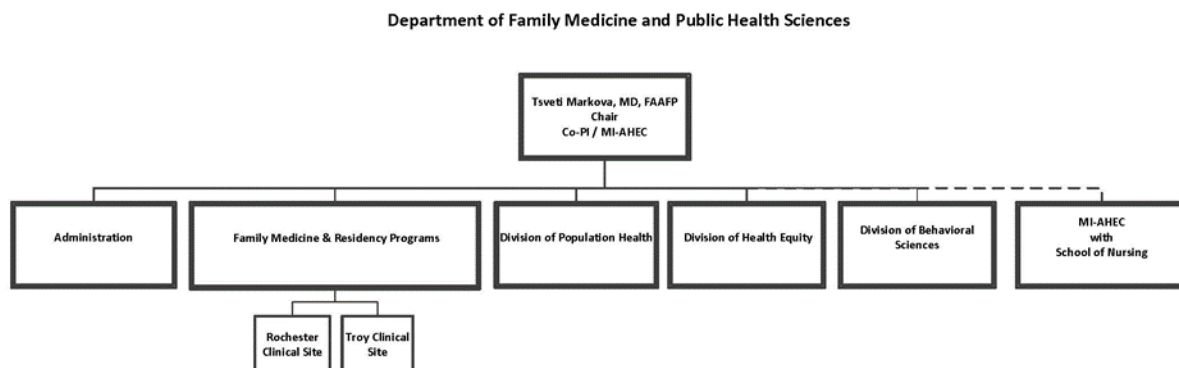 Department of Family Medicine and Public Health Sciences
Tsveti Markova, MD, FAAFP
Chair
Co-PI / MI-AHEC
Administration
Family Medicine & Residency Programs
Division of Population Health
Division of Health Equity
Division of Behavioral
Sciences
MI-AHEC
with
School of Nursing
Rochester
Clinical Site
Troy Clinical
Site